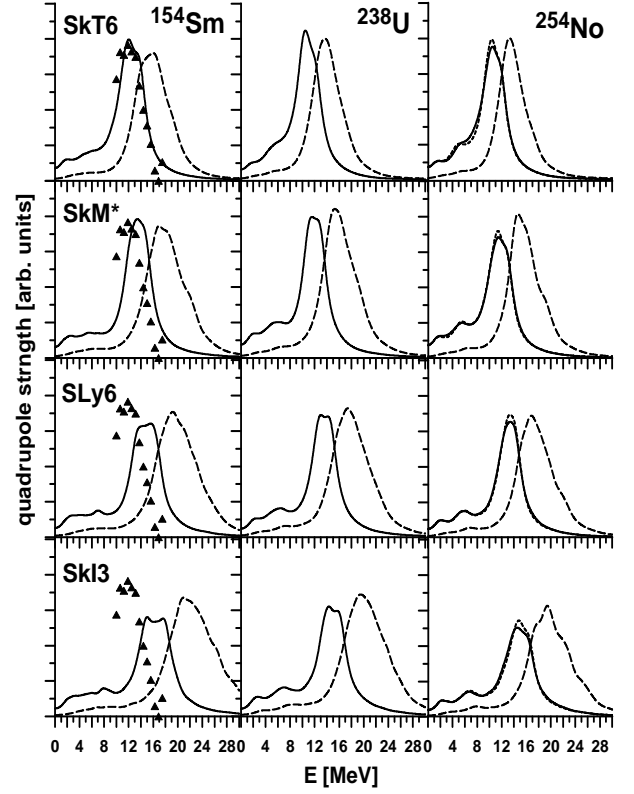 SkT6 ¹⁵⁴Sm ²³⁸U ²⁵⁴No
SkM*
SLy6
SkI3
quadrupole strngth [arb. units]
0 4 8 12 16 20 24 28 0 4 8 12 16 20 24 28 0 4 8 12 16 20 24 28
E [MeV]